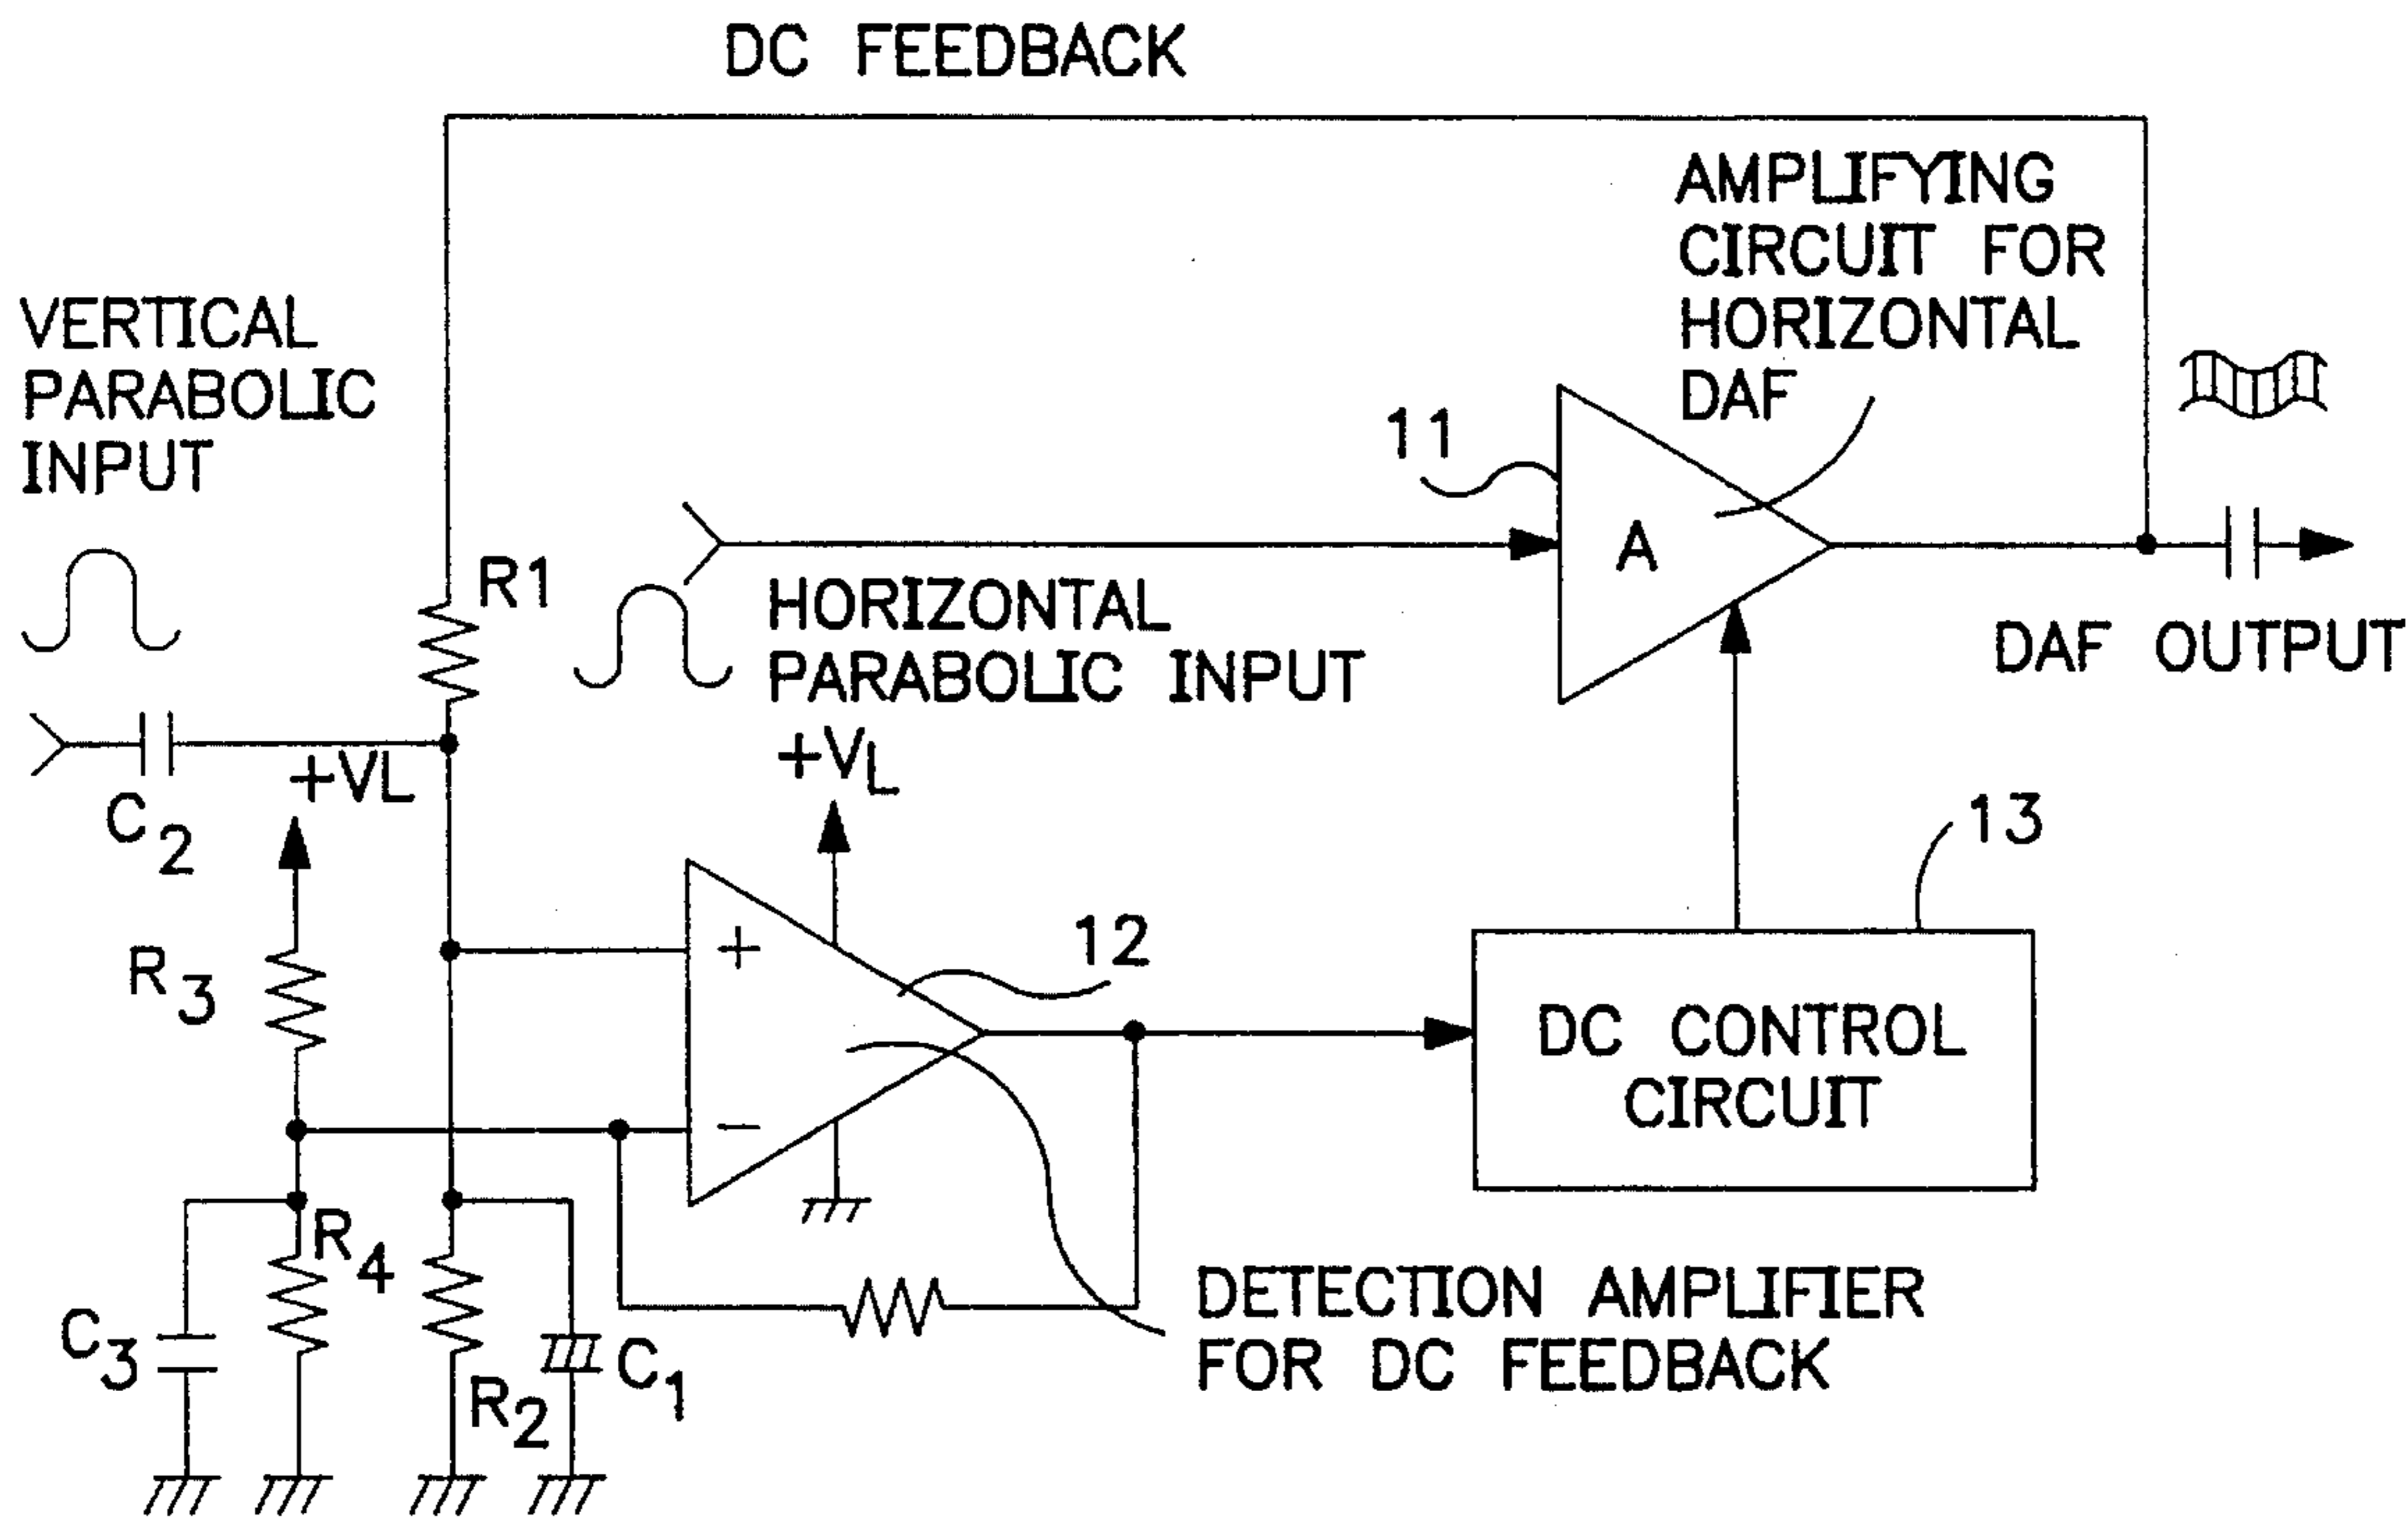 DC FEEDBACK
AMPLIFYING
CIRCUIT FOR
HORIZONTAL
DAF
VERTICAL
PARABOLIC
INPUT
11
A
R1
HORIZONTAL
PARABOLIC INPUT
DAF OUTPUT
+VL
+VL
C2
13
R3
+
12
DC CONTROL
CIRCUIT
−
R4
DETECTION AMPLIFIER
FOR DC FEEDBACK
C3
C1
R2